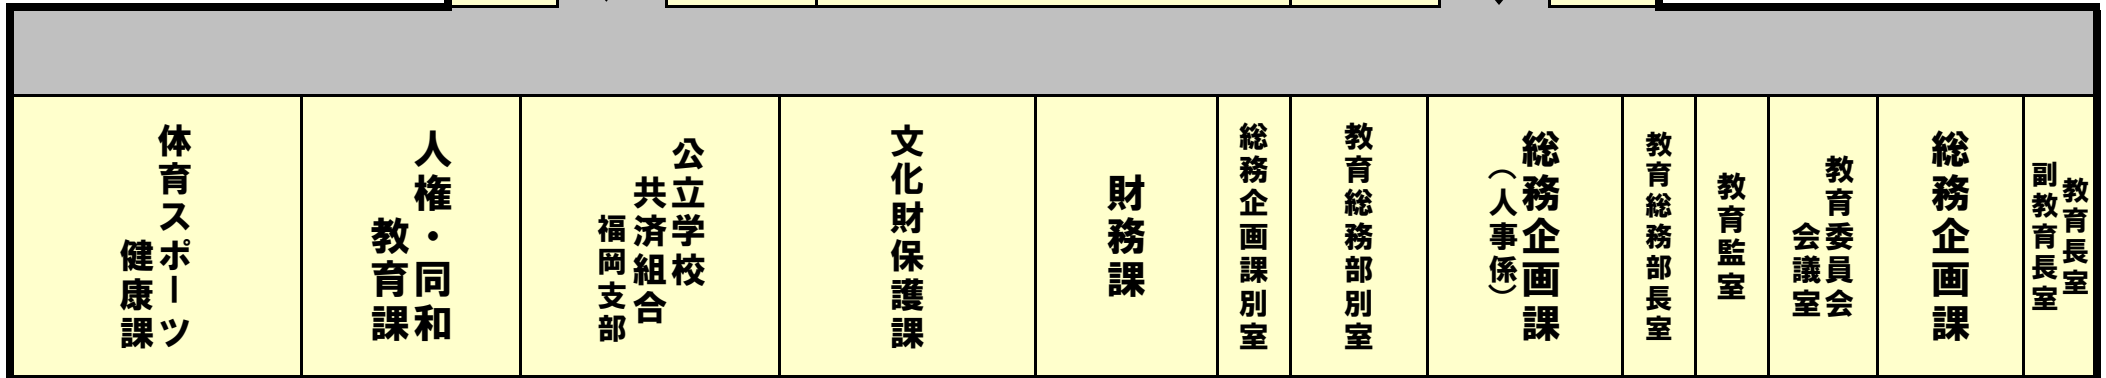 体育スポーツ
健康課
人権・同和
教育課
公立学校
共済組合
福岡支部
文化財保護課
財務課
総務企画課別室
教育総務部別室
総務企画課
（人事係）
教育総務部長室
教育監室
教育委員会
会議室
総務企画課
教育長室
副教育長室